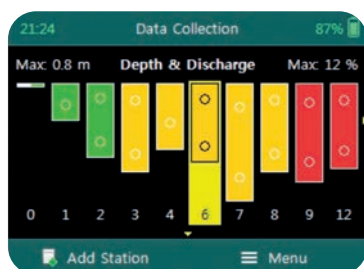 21:24 Data Collection 87%
Max: 0.8 m Depth & Discharge Max: 12 %
0 1 2 3 4 6 7 8 9 12
Add Station Menu